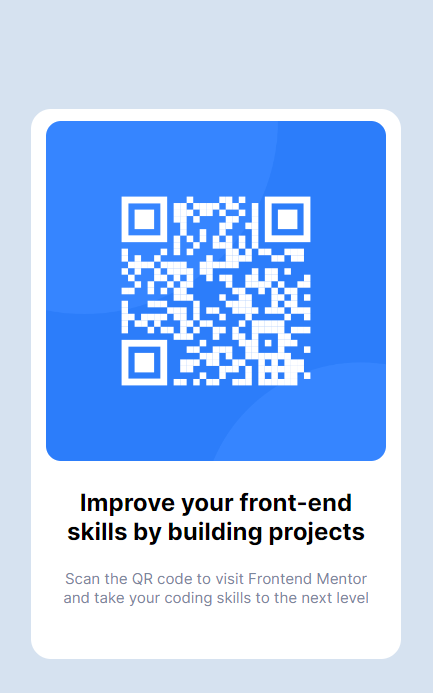 Improve your front-end
skills by building projects
Scan the QR code to visit Frontend Mentor
and take your coding skills to the next level